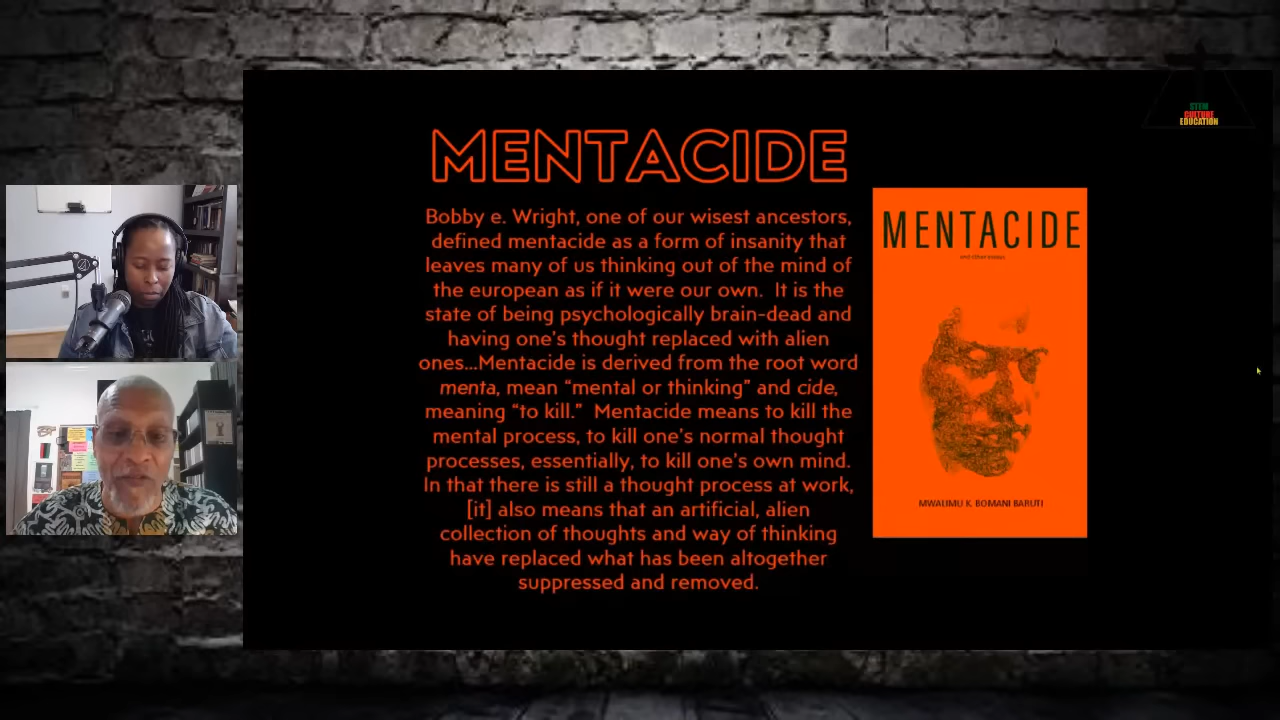 MENTACIDE
Bobby e. Wright, one of our wisest ancestors,
defined mentacide as a form of insanity that
leaves many of us thinking out of the mind of
the european as if it were our own. It is the
state of being psychologically brain-dead and
having one's thought replaced with alien
ones...Mentacide is derived from the root word
menta, mean "mental or thinking" and cide,
meaning "to kill." Mentacide means to kill the
mental process, to kill one's normal thought
processes, essentially, to kill one's own mind.
In that there is still a thought process at work,
[it] also means that an artificial, alien
collection of thoughts and way of thinking
have replaced what has been altogether
suppressed and removed.
MENTACIDE
and other essays
MWALIMU K. BOMANI BARUTI
STEM
CULTURE
EDUCATION